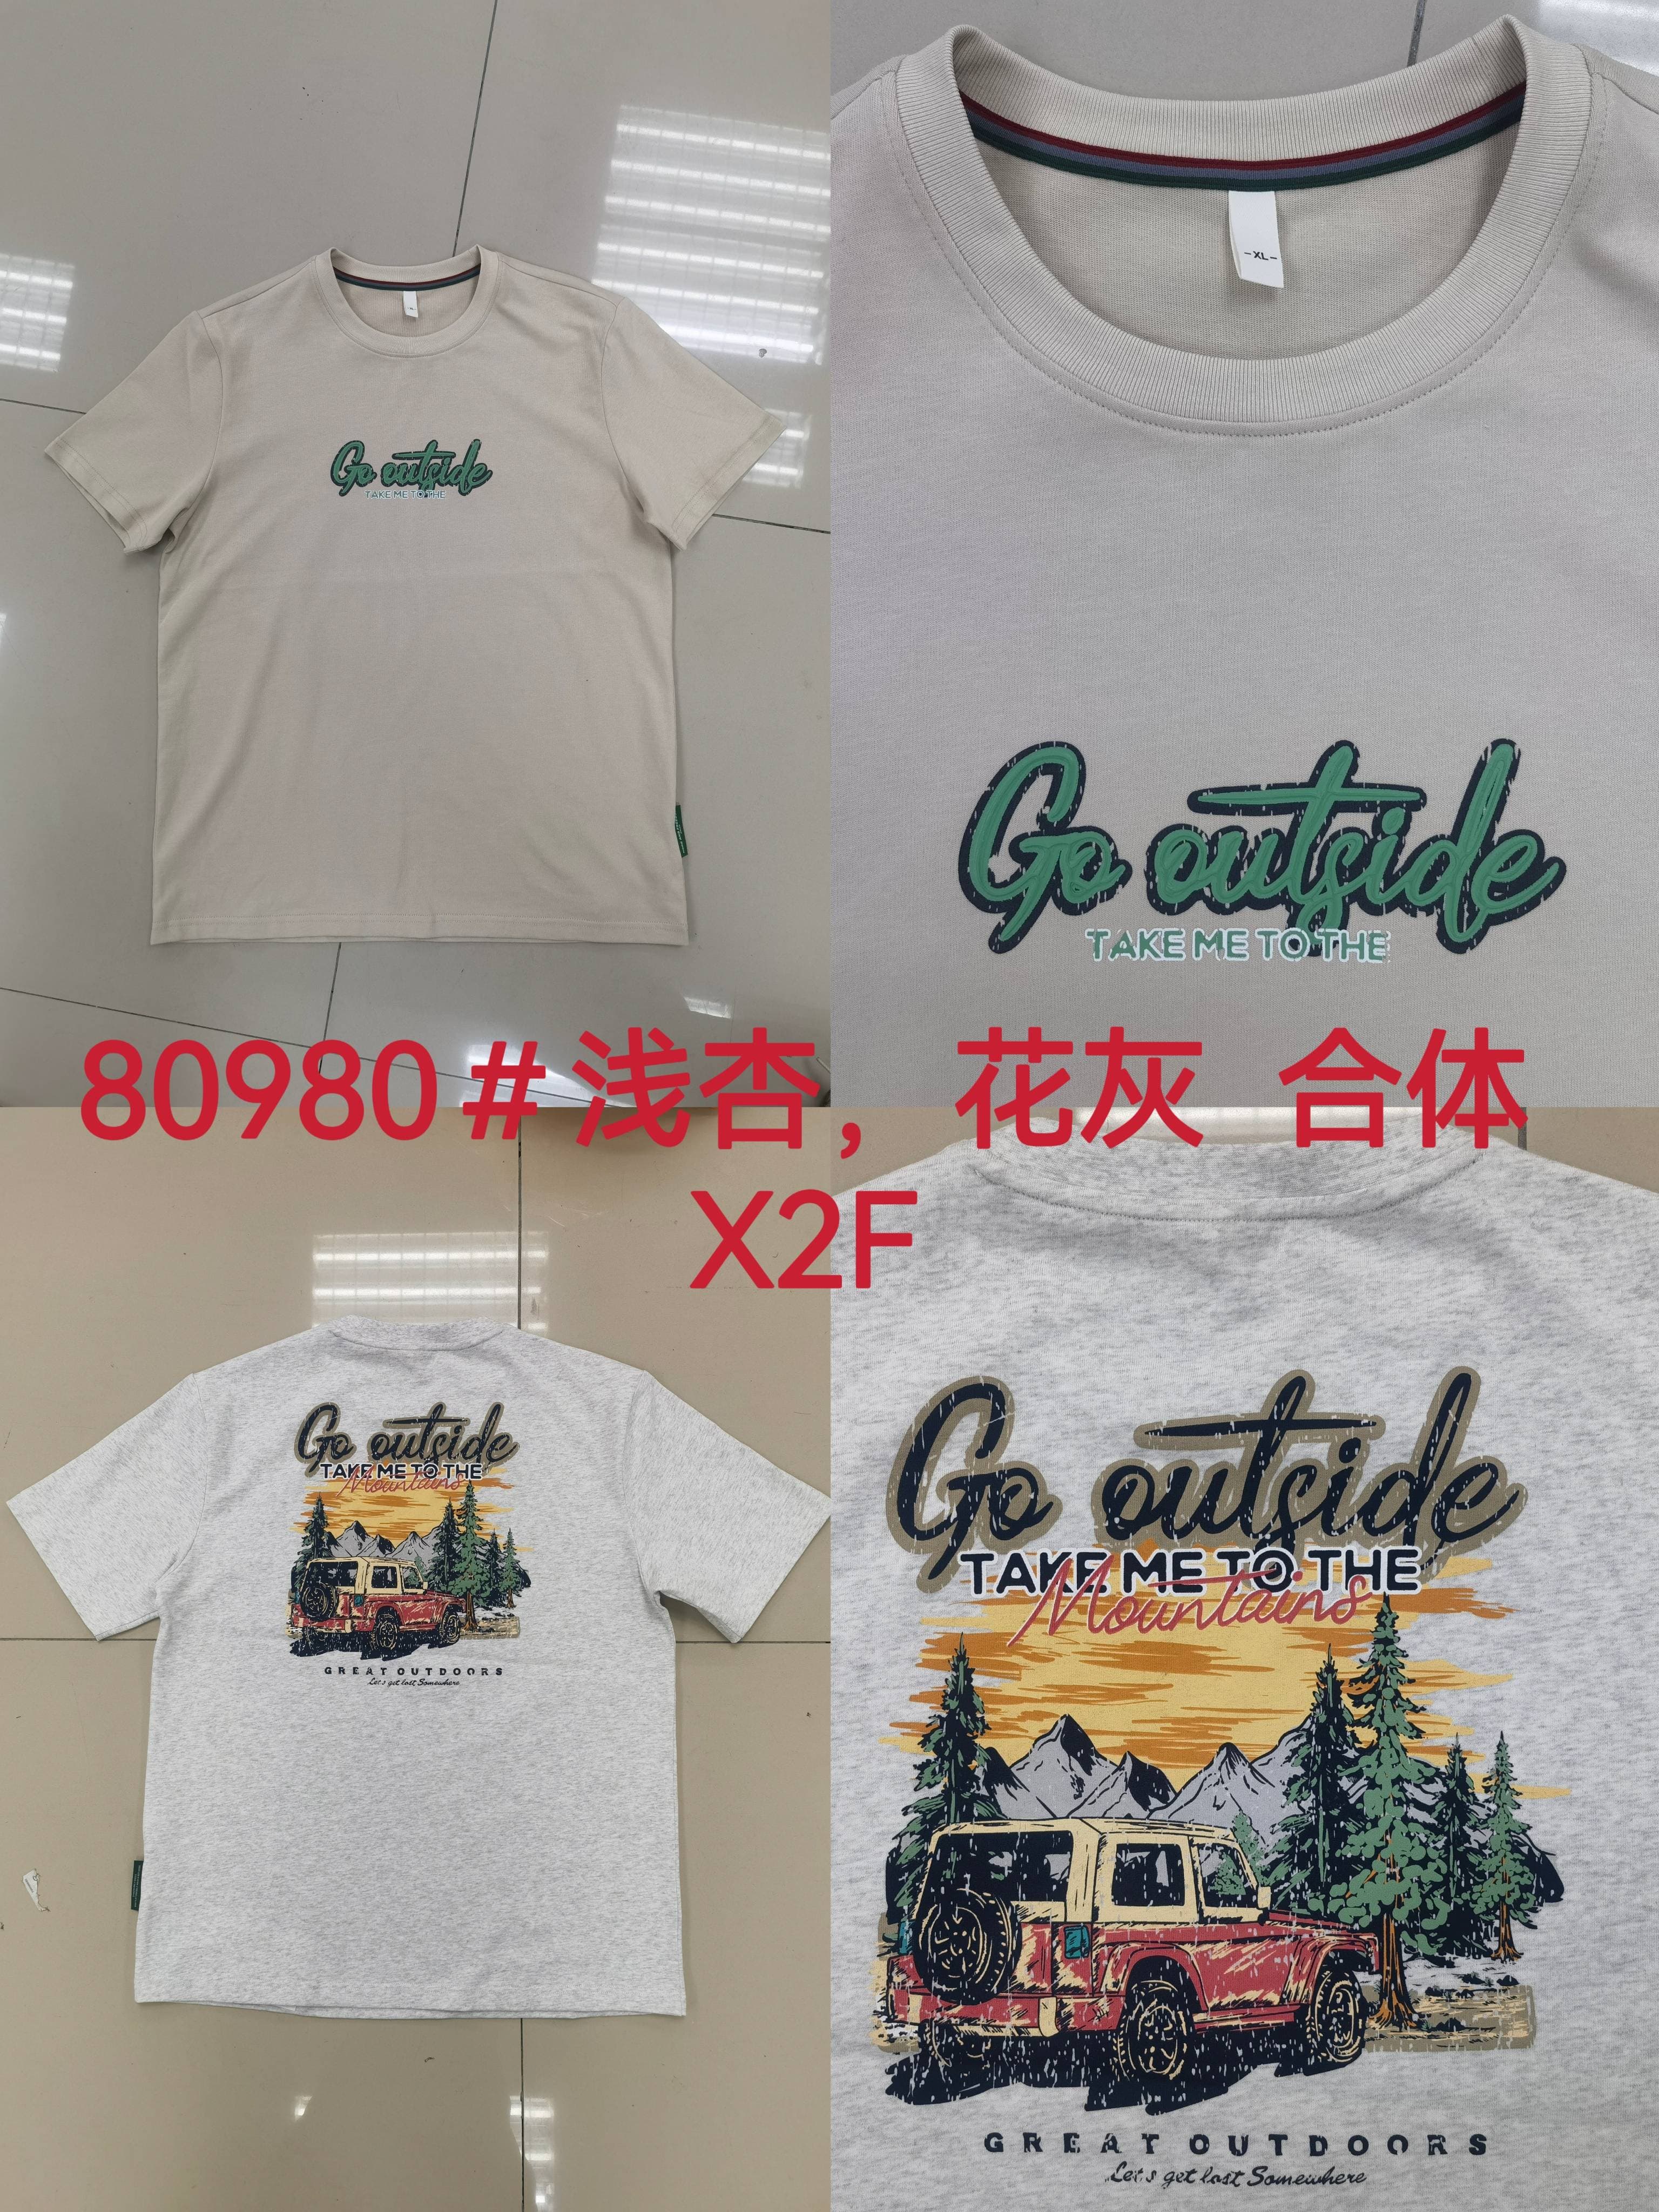 Go outside
TAKE ME TO THE
-XL-
Go outside
TAKE ME TO THE
80980#浅杏，花灰 合体
X2F
Go outside
TAKE ME TO THE
Mountains
GREAT OUTDOORS
Let's get lost Somewhere
Go outside
TAKE ME TO THE
Mountains
GREAT OUTDOORS
Let's get lost Somewhere